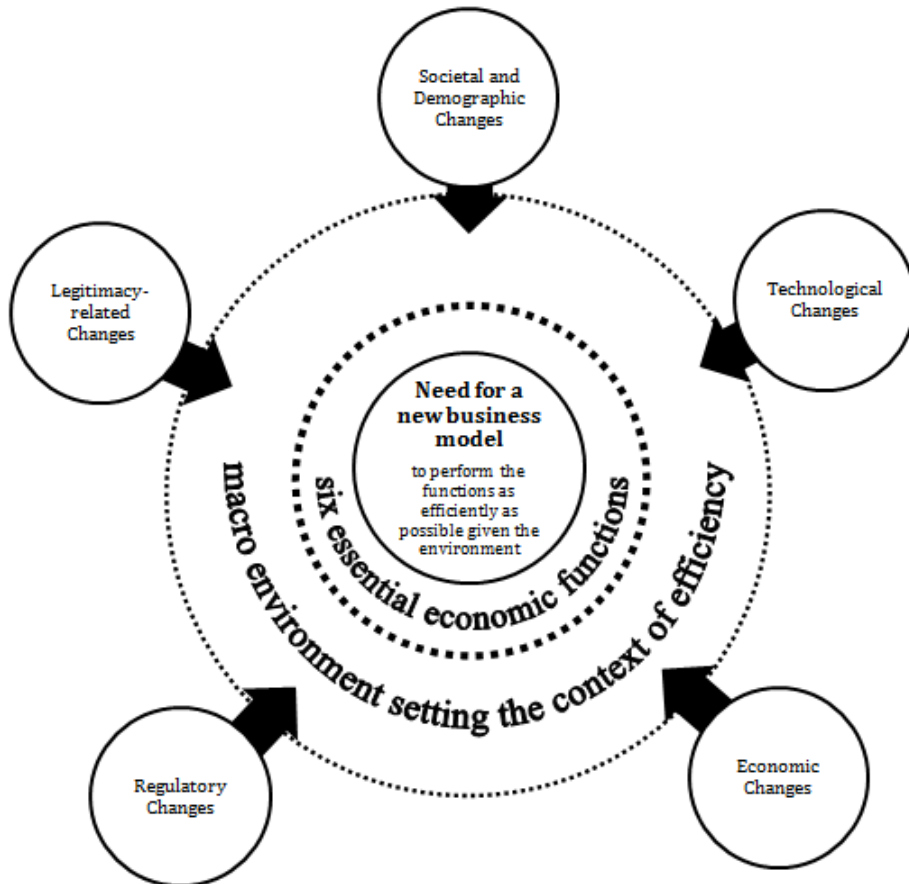 Societal and
Demographic
Changes
Legitimacy-
related
Changes
Technological
Changes
Need for a
new business
model
to perform the
functions as
efficiently as
possible given the
environment
six essential economic functions
macro environment setting the context of efficiency
Regulatory
Changes
Economic
Changes